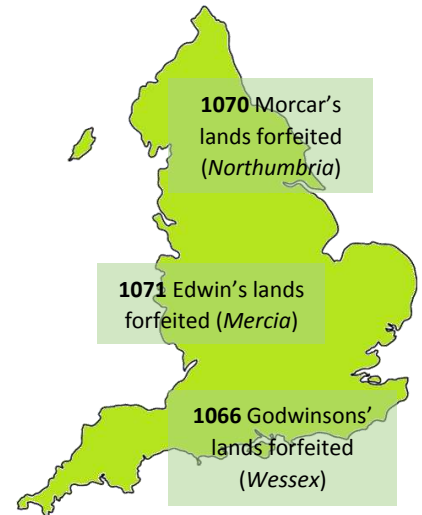 1070 Morcar’s
lands forfeited
(Northumbria)
1071 Edwin’s lands
forfeited (Mercia)
1066 Godwinsons’
lands forfeited
(Wessex)